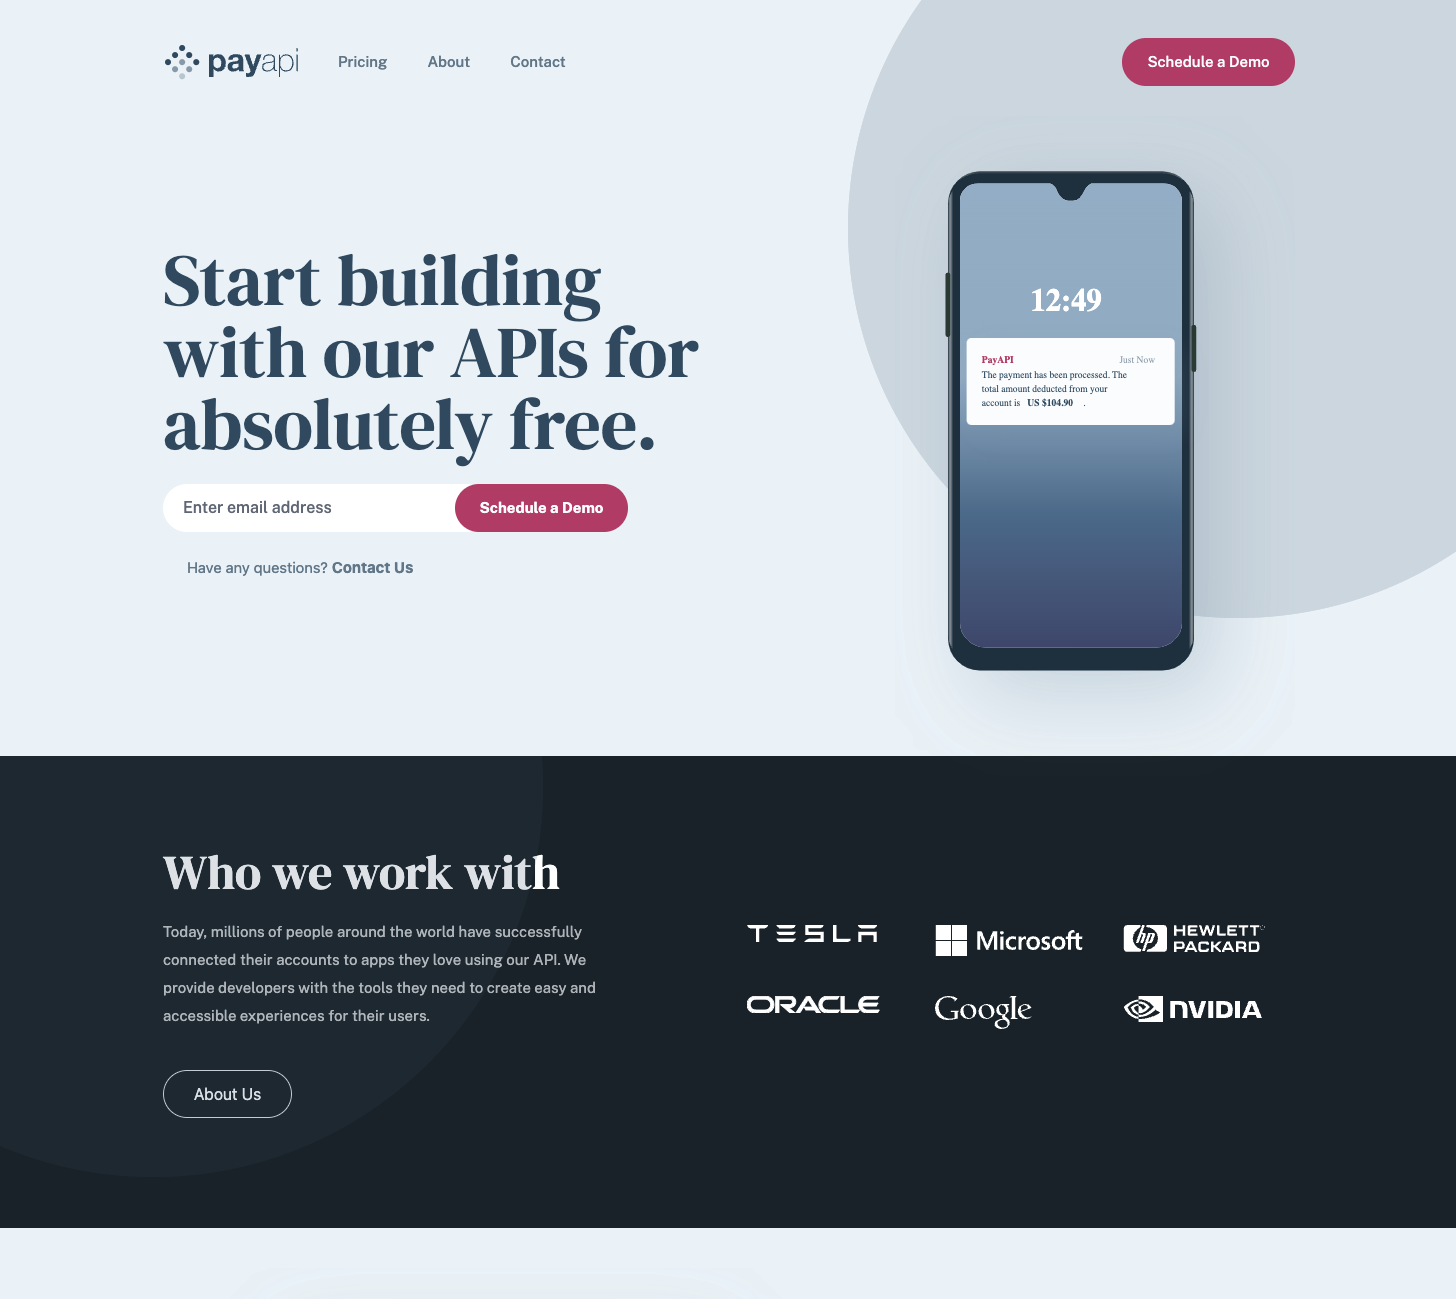 payapi
Pricing
About
Contact
Schedule a Demo
Start building
with our APIs for
absolutely free.
Enter email address
Schedule a Demo
Have any questions? Contact Us
12:49
PayAPI
Just Now
The payment has been processed. The
total amount deducted from your
account is US $104.90 .
Who we work with
Today, millions of people around the world have successfully
connected their accounts to apps they love using our API. We
provide developers with the tools they need to create easy and
accessible experiences for their users.
About Us
TESLA
Microsoft
hp HEWLETT
PACKARD
ORACLE
Google
NVIDIA